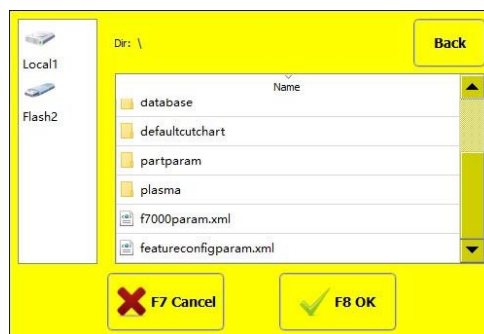 Local1
Flash2
Dir: \
Back
Name
database
defaultcutchart
partparam
plasma
f7000param.xml
featureconfigparam.xml
F7 Cancel
F8 OK